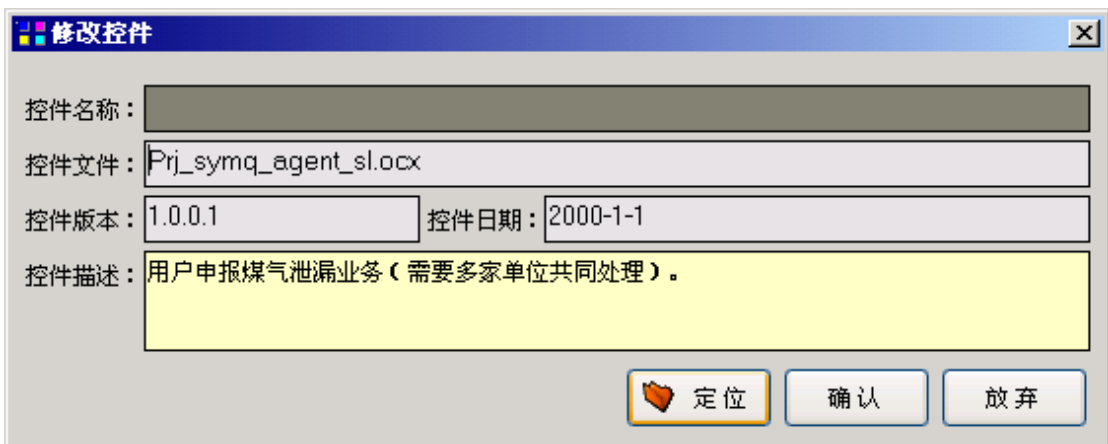 修改控件
控件名称：
控件文件：Prj_symq_agent_sl.ocx
控件版本：1.0.0.1 控件日期：2000-1-1
控件描述：用户申报煤气泄漏业务（需要多家单位共同处理）。
定位 确认 放弃